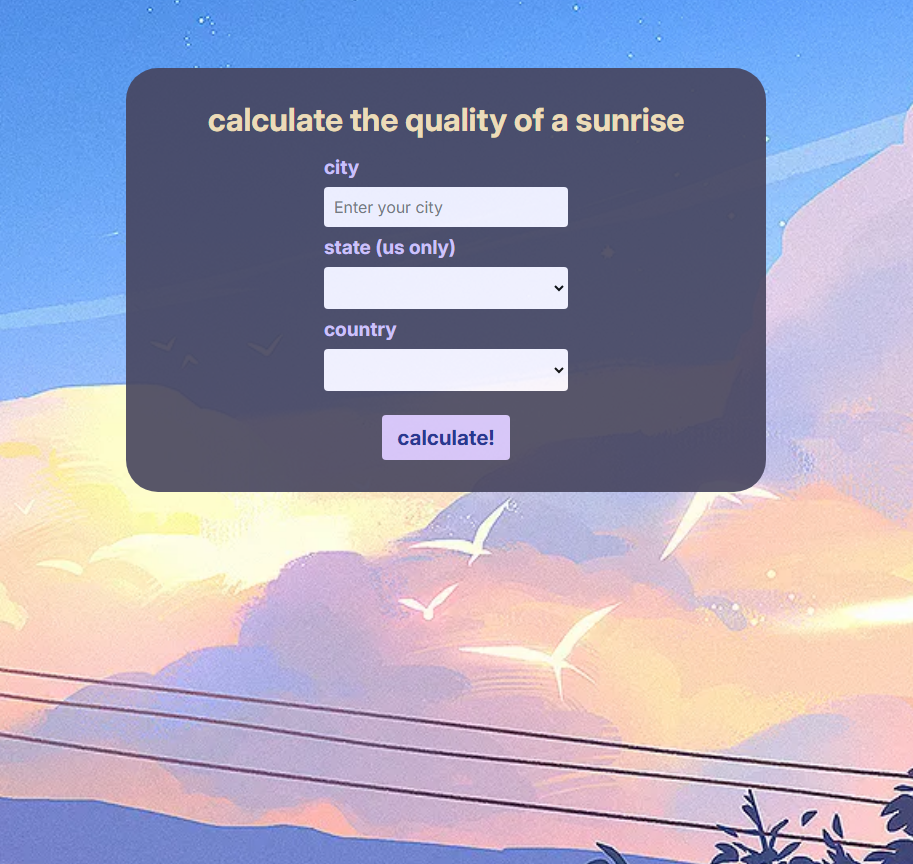 calculate the quality of a sunrise
city
Enter your city
state (us only)
country
calculate!